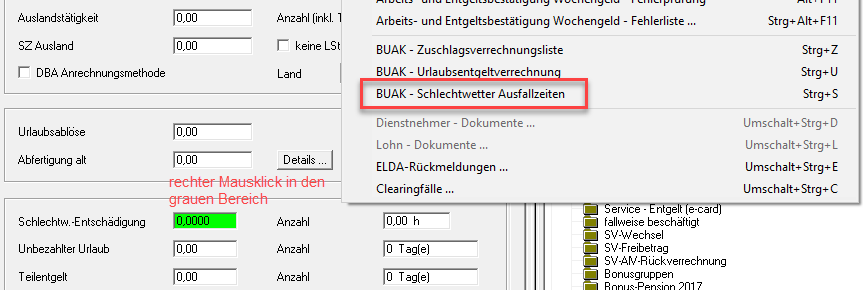 Arbeits- und Entgeltsbestätigung Wochengeld - Fehlerprüfung Alt+F11
Auslandstätigkeit 0,00 Anzahl (inkl.
Arbeits- und Entgeltsbestätigung Wochengeld - Fehlerliste ... Strg+Alt+F11
SZ Ausland 0,00 keine LSt
BUAK - Zuschlagsverrechnungsliste Strg+Z
DBA Anrechnungsmethode Land
BUAK - Urlaubsentgeltverrechnung Strg+U
BUAK - Schlechtwetter Ausfallzeiten Strg+S
Dienstnehmer - Dokumente ... Umschalt+Strg+D
Urlaubsablöse 0,00
Lohn - Dokumente ... Umschalt+Strg+L
Abfertigung alt 0,00 Details ...
ELDA-Rückmeldungen ... Umschalt+Strg+E
rechter Mausklick in den
grauen Bereich
Clearingfälle ... Umschalt+Strg+C
Schlechtw.-Entschädigung 0,0000 Anzahl 0,00 h
Service - Entgelt (e-card)
fallweise beschäftigt
SV-Wechsel
Unbezahlter Urlaub 0,00 Anzahl 0 Tag(e)
SV-Freibetrag
SV-AlV-Rückverrechnung
Teilentgelt 0,00 Anzahl 0 Tag(e)
Bonusgruppen
Bonus-Pension 2017